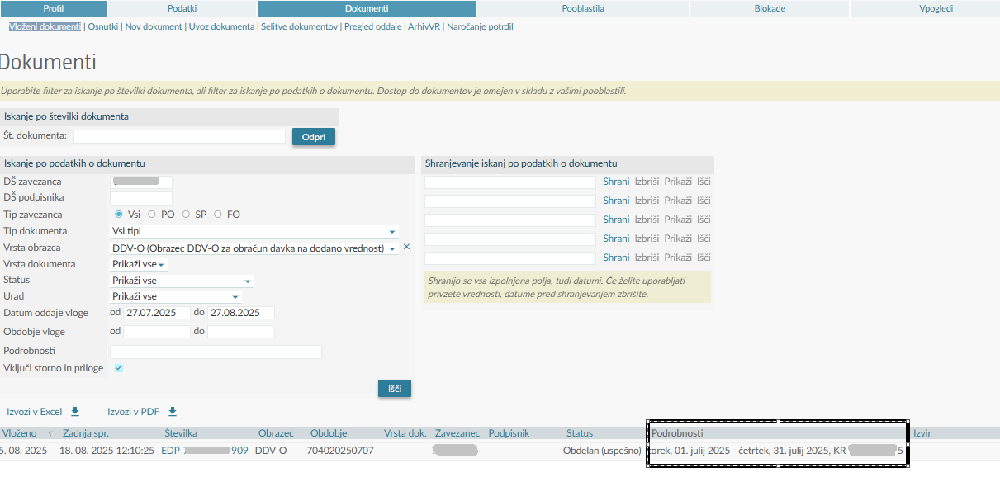 Profil Podatki Dokumenti Pooblastila Blokade Vpogledi
Vloženi dokumenti | Osnutki | Nov dokument | Uvoz dokumenta | Selitve dokumentov | Pregled oddaje | ArhivVR | Naročanje potrdil
Dokumenti
Uporabite filter za iskanje po številki dokumenta, ali filter za iskanje po podatkih o dokumentu. Dostop do dokumentov je omejen v skladu z vašimi pooblastili.
Iskanje po številki dokumenta
Št. dokumenta: Odpri
Iskanje po podatkih o dokumentu
DŠ zavezanca
DŠ podpisnika
Tip zavezanca Vsi PO SP FO
Tip dokumenta Vsi tipi
Vrsta obrazca DDV-O (Obrazec DDV-O za obračun davka na dodano vrednost) ×
Vrsta dokumenta Prikaži vse
Status Prikaži vse
Urad Prikaži vse
Datum oddaje vloge od 27.07.2025 do 27.08.2025
Obdobje vloge od do
Podrobnosti
Vključi storno in priloge
Išči
Shranjevanje iskanj po podatkih o dokumentu
Shrani Izbriši Prikaži Išči
Shrani Izbriši Prikaži Išči
Shrani Izbriši Prikaži Išči
Shrani Izbriši Prikaži Išči
Shrani Izbriši Prikaži Išči
Shranijo se vsa izpolnjena polja, tudi datumi. Če želite uporabljati
privzete vrednosti, datume pred shranjevanjem zbrišite.
Izvozi v Excel Izvozi v PDF
Vloženo Zadnja spr. Številka Obrazec Obdobje Vrsta dok. Zavezanec Podpisnik Status Podrobnosti Izvir
5. 08. 2025 18. 08. 2025 12:10:25 EDP- -909 DDV-O 704020250707 Obdelan (uspešno) torek, 01. julij 2025 - četrtek, 31. julij 2025, KR- -5